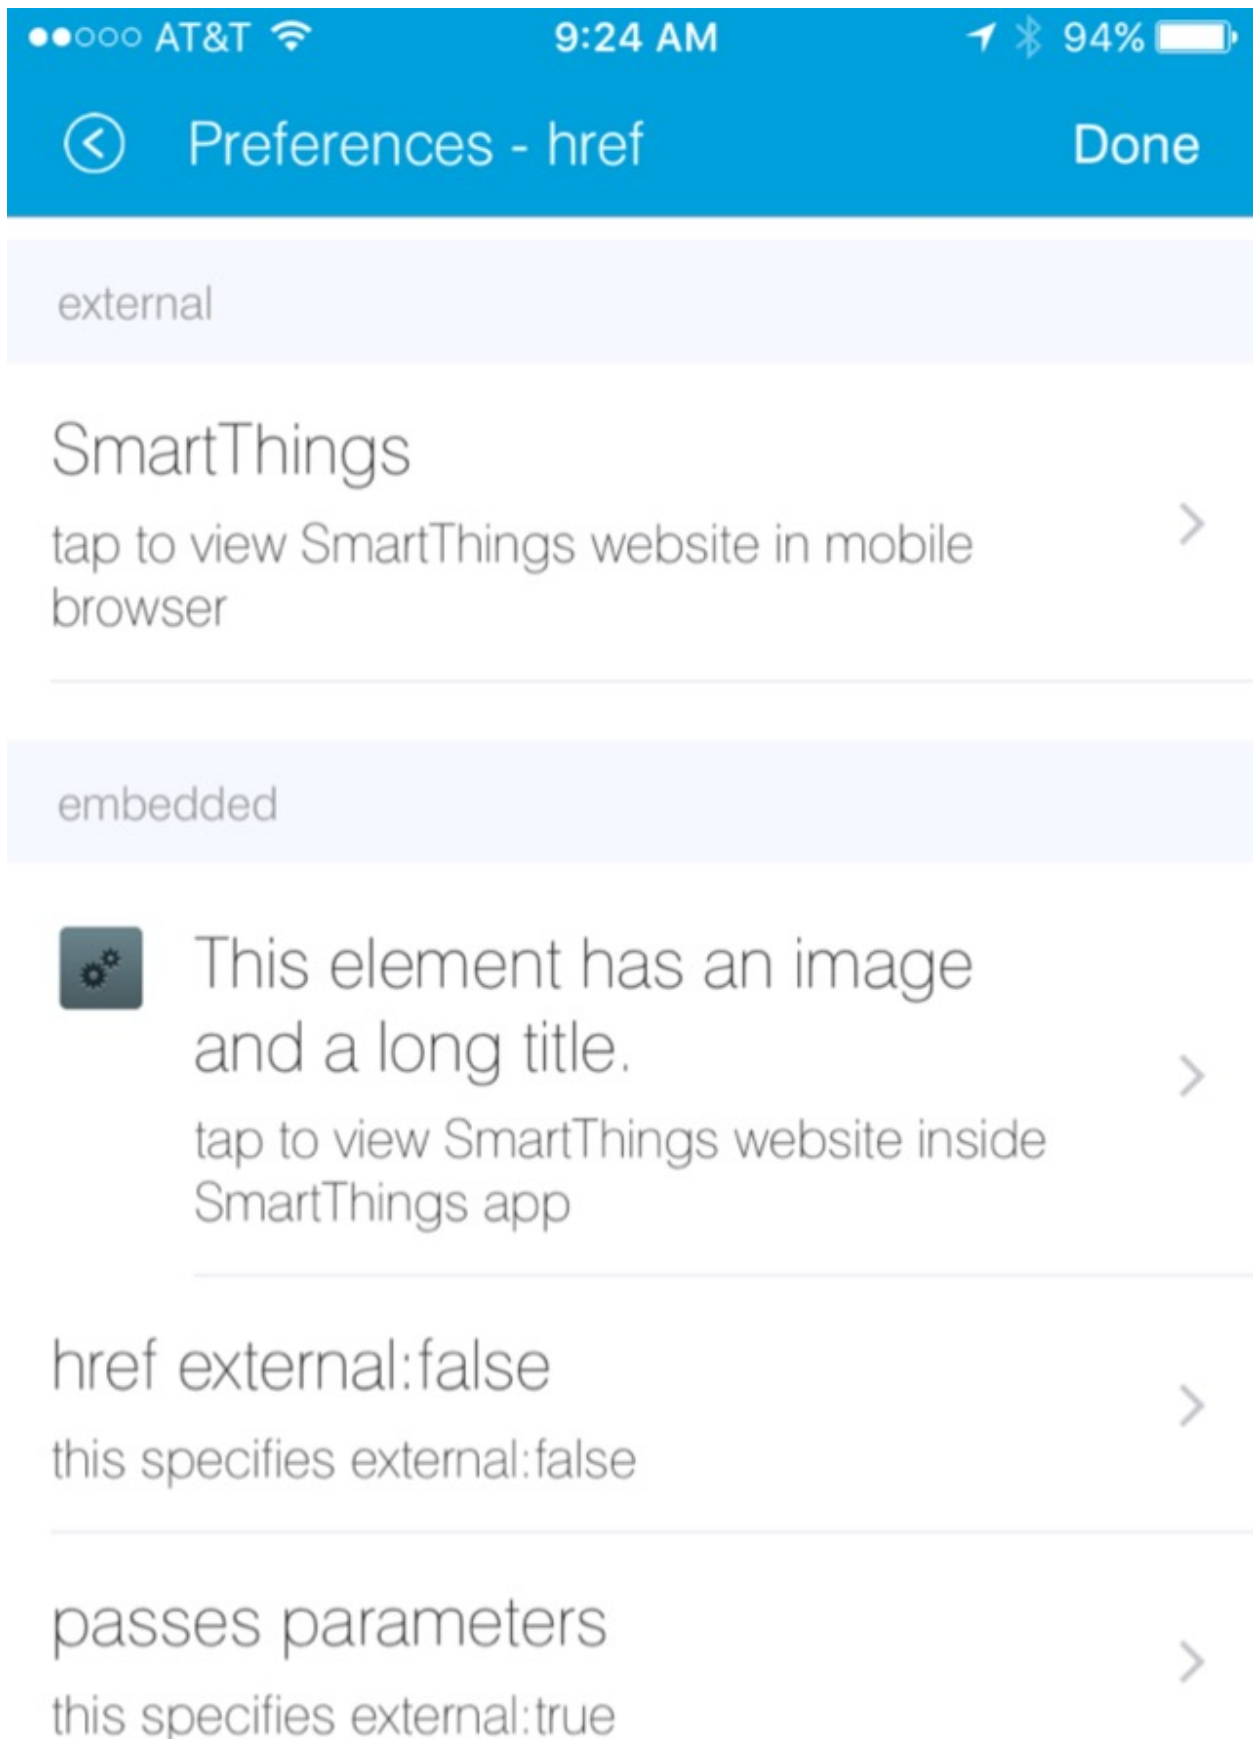 AT&T 9:24 AM 94%
Preferences - href Done
external
SmartThings
tap to view SmartThings website in mobile
browser
embedded
This element has an image
and a long title.
tap to view SmartThings website inside
SmartThings app
href external:false
this specifies external:false
passes parameters
this specifies external:true